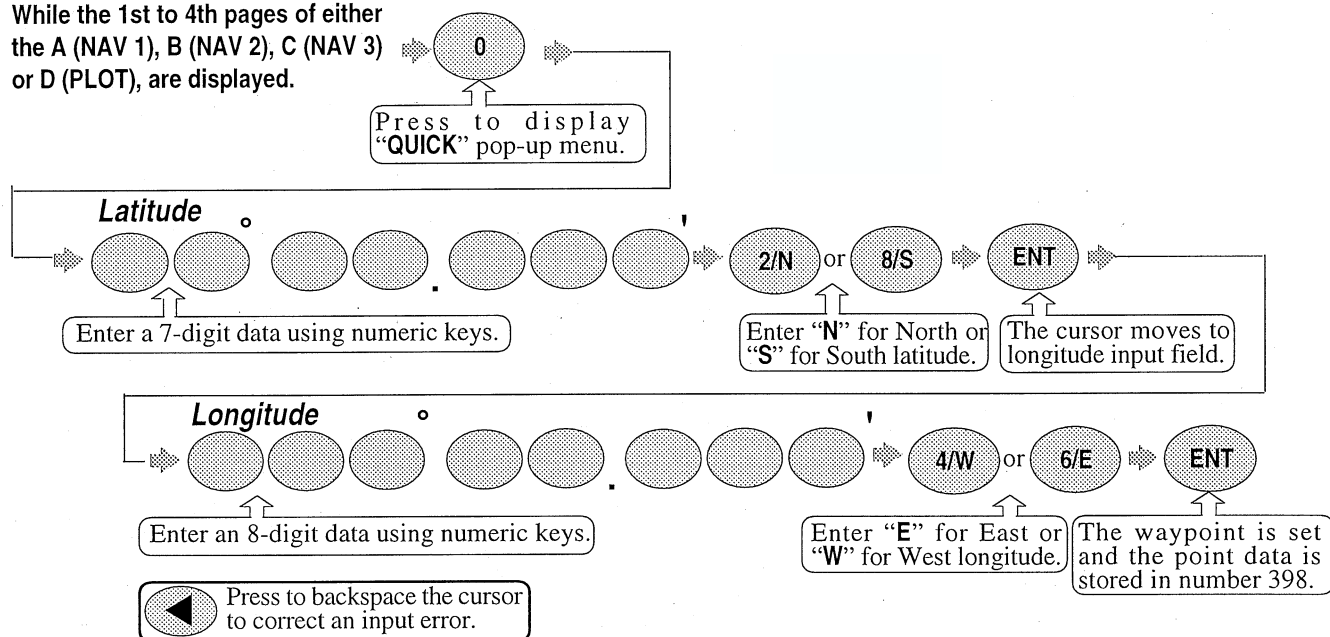 While the 1st to 4th pages of either
the A (NAV 1), B (NAV 2), C (NAV 3)
or D (PLOT), are displayed.
0
Press to display
“QUICK” pop-up menu.
Latitude °
. '
2/N or 8/S ENT
Enter a 7-digit data using numeric keys.
Enter “N” for North or
“S” for South latitude.
The cursor moves to
longitude input field.
Longitude °
. '
4/W or 6/E ENT
Enter an 8-digit data using numeric keys.
Enter “E” for East or
“W” for West longitude.
The waypoint is set
and the point data is
stored in number 398.
Press to backspace the cursor
to correct an input error.